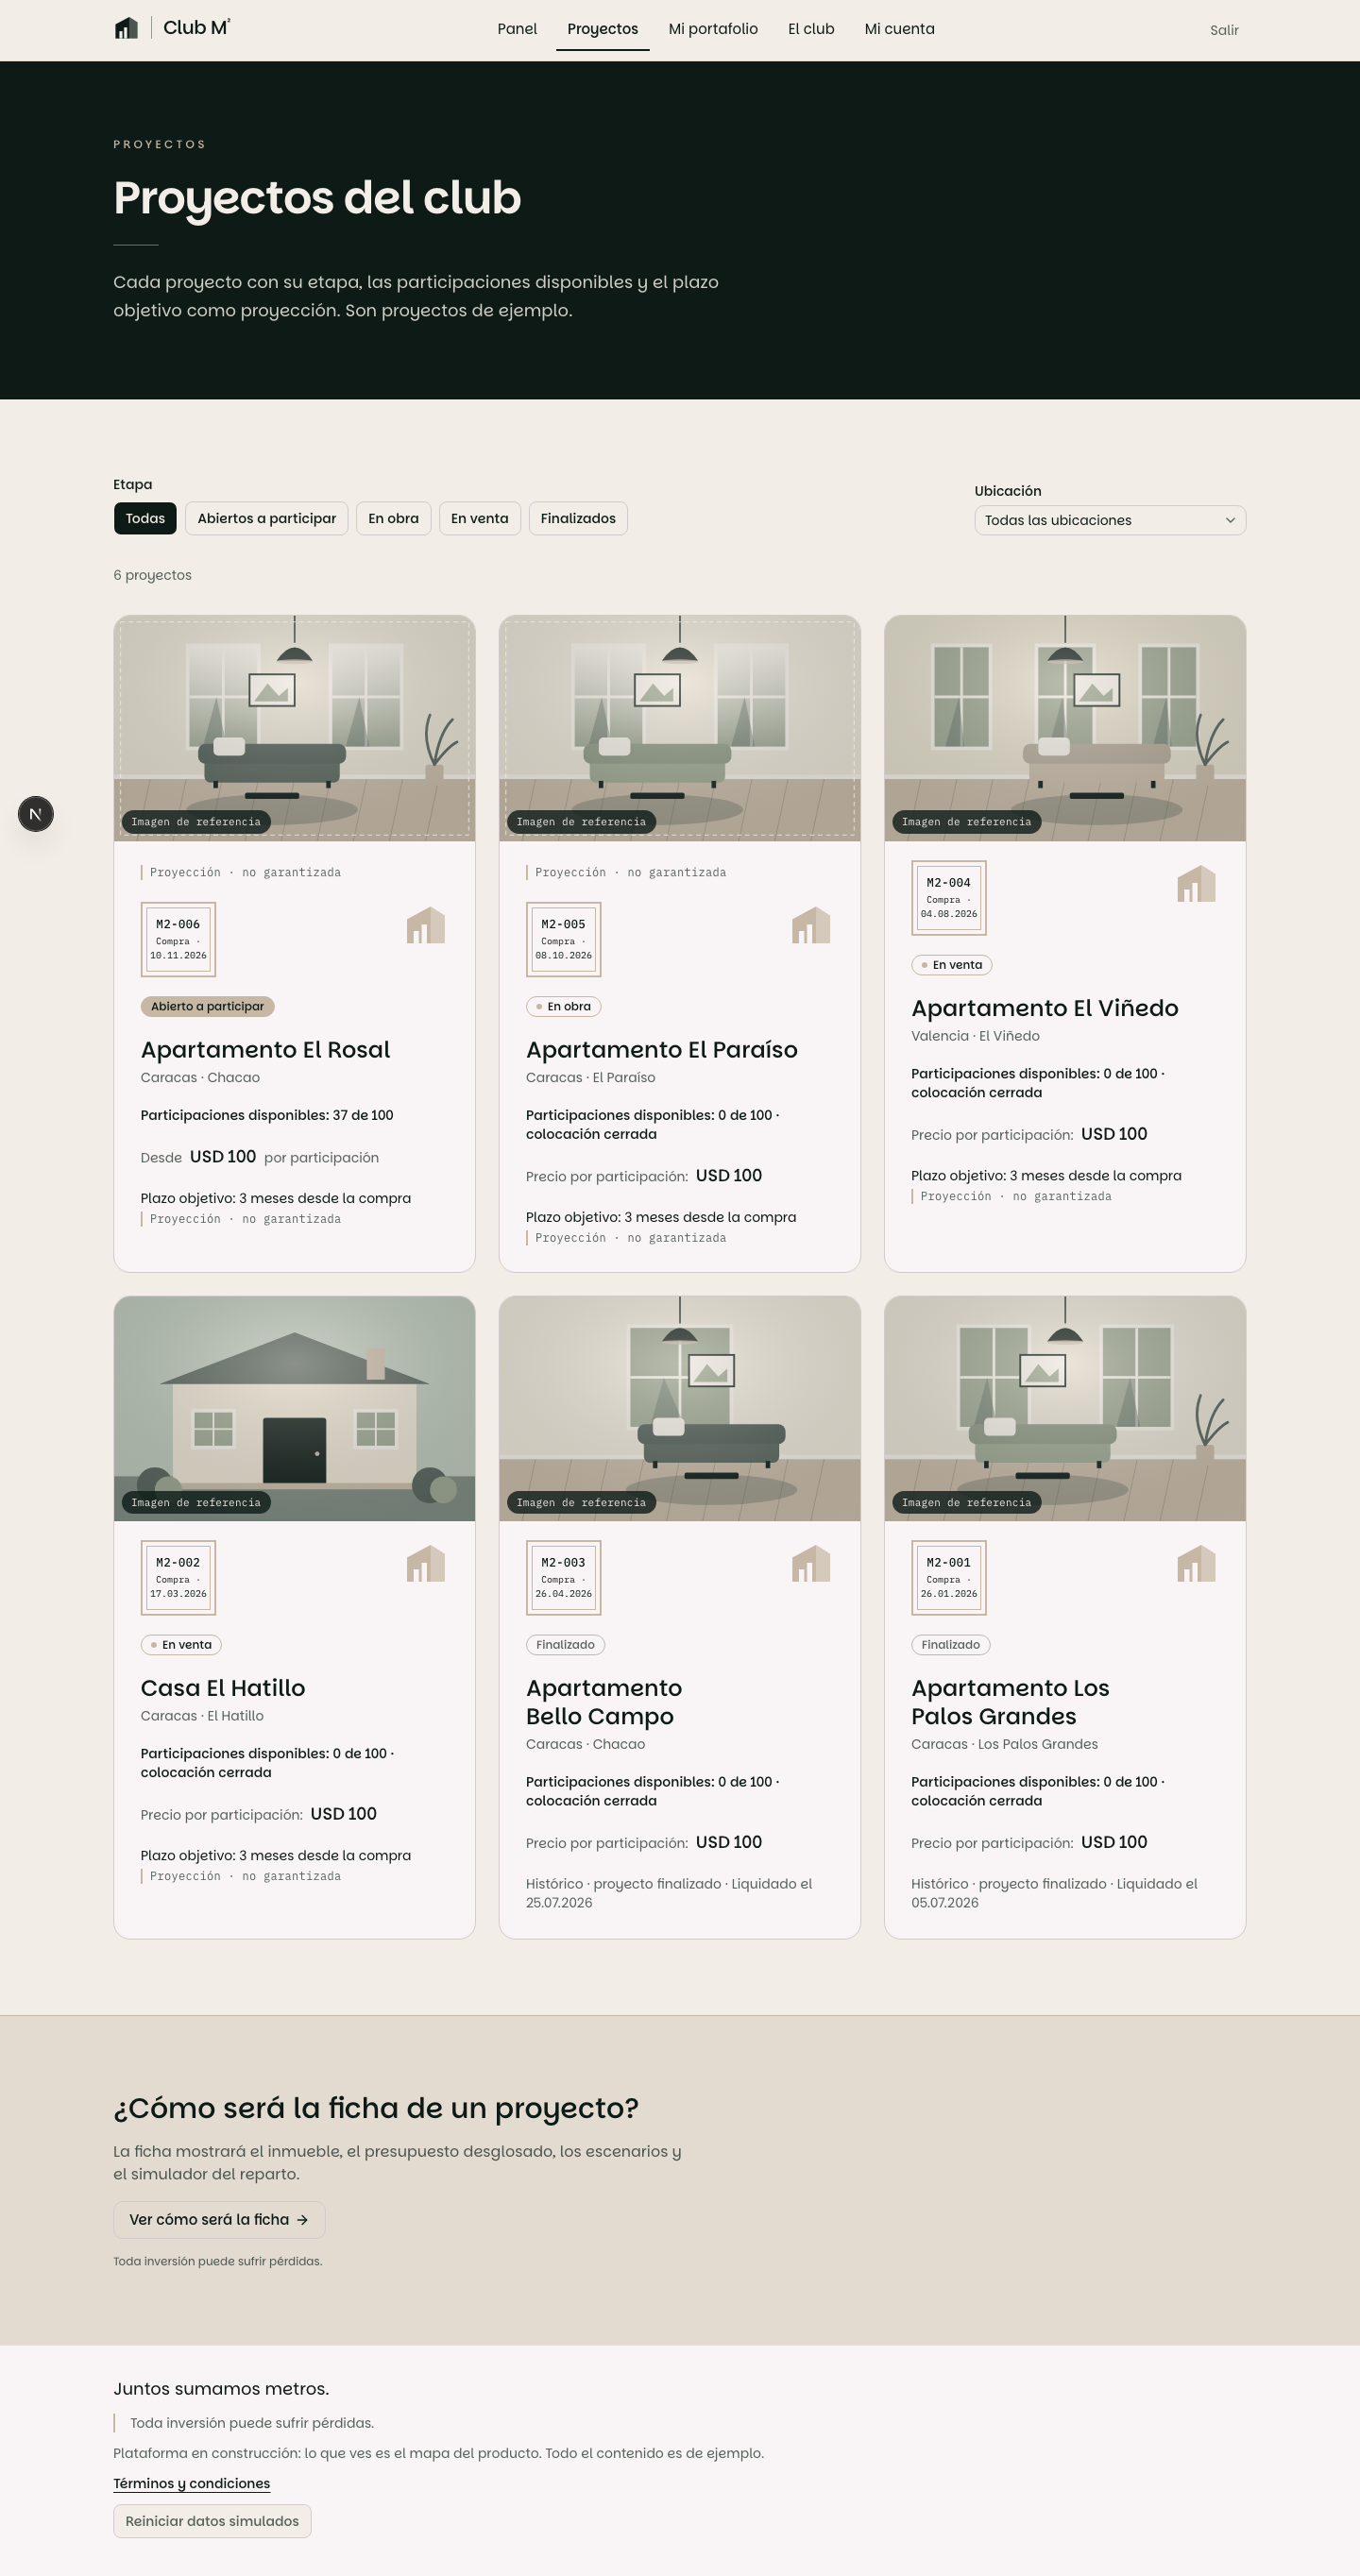 Club M²
Panel
Proyectos
Mi portafolio
El club
Mi cuenta
Salir
PROYECTOS
Proyectos del club
Cada proyecto con su etapa, las participaciones disponibles y el plazo
objetivo como proyección. Son proyectos de ejemplo.
Etapa
Todas
Abiertos a participar
En obra
En venta
Finalizados
Ubicación
Todas las ubicaciones
6 proyectos
Imagen de referencia
Proyección · no garantizada
M2-006
Compra ·
10.11.2026
Abierto a participar
Apartamento El Rosal
Caracas · Chacao
Participaciones disponibles: 37 de 100
Desde USD 100 por participación
Plazo objetivo: 3 meses desde la compra
Proyección · no garantizada
Imagen de referencia
Proyección · no garantizada
M2-005
Compra ·
08.10.2026
En obra
Apartamento El Paraíso
Caracas · El Paraíso
Participaciones disponibles: 0 de 100 ·
colocación cerrada
Precio por participación: USD 100
Plazo objetivo: 3 meses desde la compra
Proyección · no garantizada
Imagen de referencia
M2-004
Compra ·
04.08.2026
En venta
Apartamento El Viñedo
Valencia · El Viñedo
Participaciones disponibles: 0 de 100 ·
colocación cerrada
Precio por participación: USD 100
Plazo objetivo: 3 meses desde la compra
Proyección · no garantizada
Imagen de referencia
M2-002
Compra ·
17.03.2026
En venta
Casa El Hatillo
Caracas · El Hatillo
Participaciones disponibles: 0 de 100 ·
colocación cerrada
Precio por participación: USD 100
Plazo objetivo: 3 meses desde la compra
Proyección · no garantizada
Imagen de referencia
M2-003
Compra ·
26.04.2026
Finalizado
Apartamento
Bello Campo
Caracas · Chacao
Participaciones disponibles: 0 de 100 ·
colocación cerrada
Precio por participación: USD 100
Histórico · proyecto finalizado · Liquidado el
25.07.2026
Imagen de referencia
M2-001
Compra ·
26.01.2026
Finalizado
Apartamento Los
Palos Grandes
Caracas · Los Palos Grandes
Participaciones disponibles: 0 de 100 ·
colocación cerrada
Precio por participación: USD 100
Histórico · proyecto finalizado · Liquidado el
05.07.2026
N
¿Cómo será la ficha de un proyecto?
La ficha mostrará el inmueble, el presupuesto desglosado, los escenarios y
el simulador del reparto.
Ver cómo será la ficha →
Toda inversión puede sufrir pérdidas.
Juntos sumamos metros.
Toda inversión puede sufrir pérdidas.
Plataforma en construcción: lo que ves es el mapa del producto. Todo el contenido es de ejemplo.
Términos y condiciones
Reiniciar datos simulados